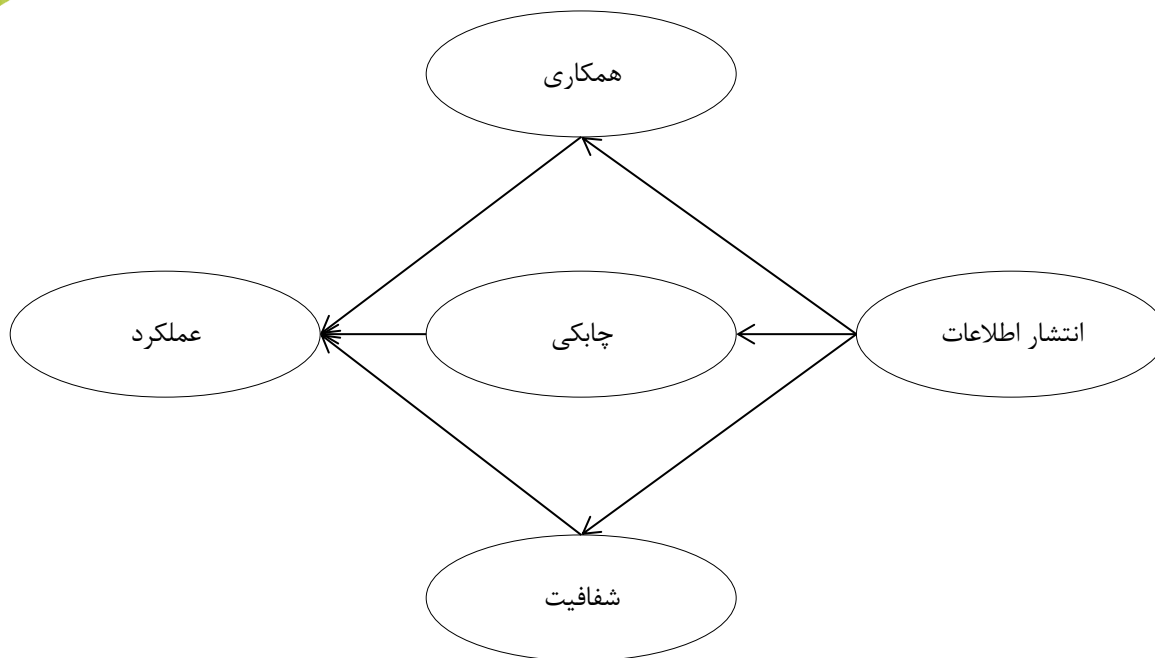 همکاری
انتشار اطلاعات
چابکی
عملکرد
شفافیت